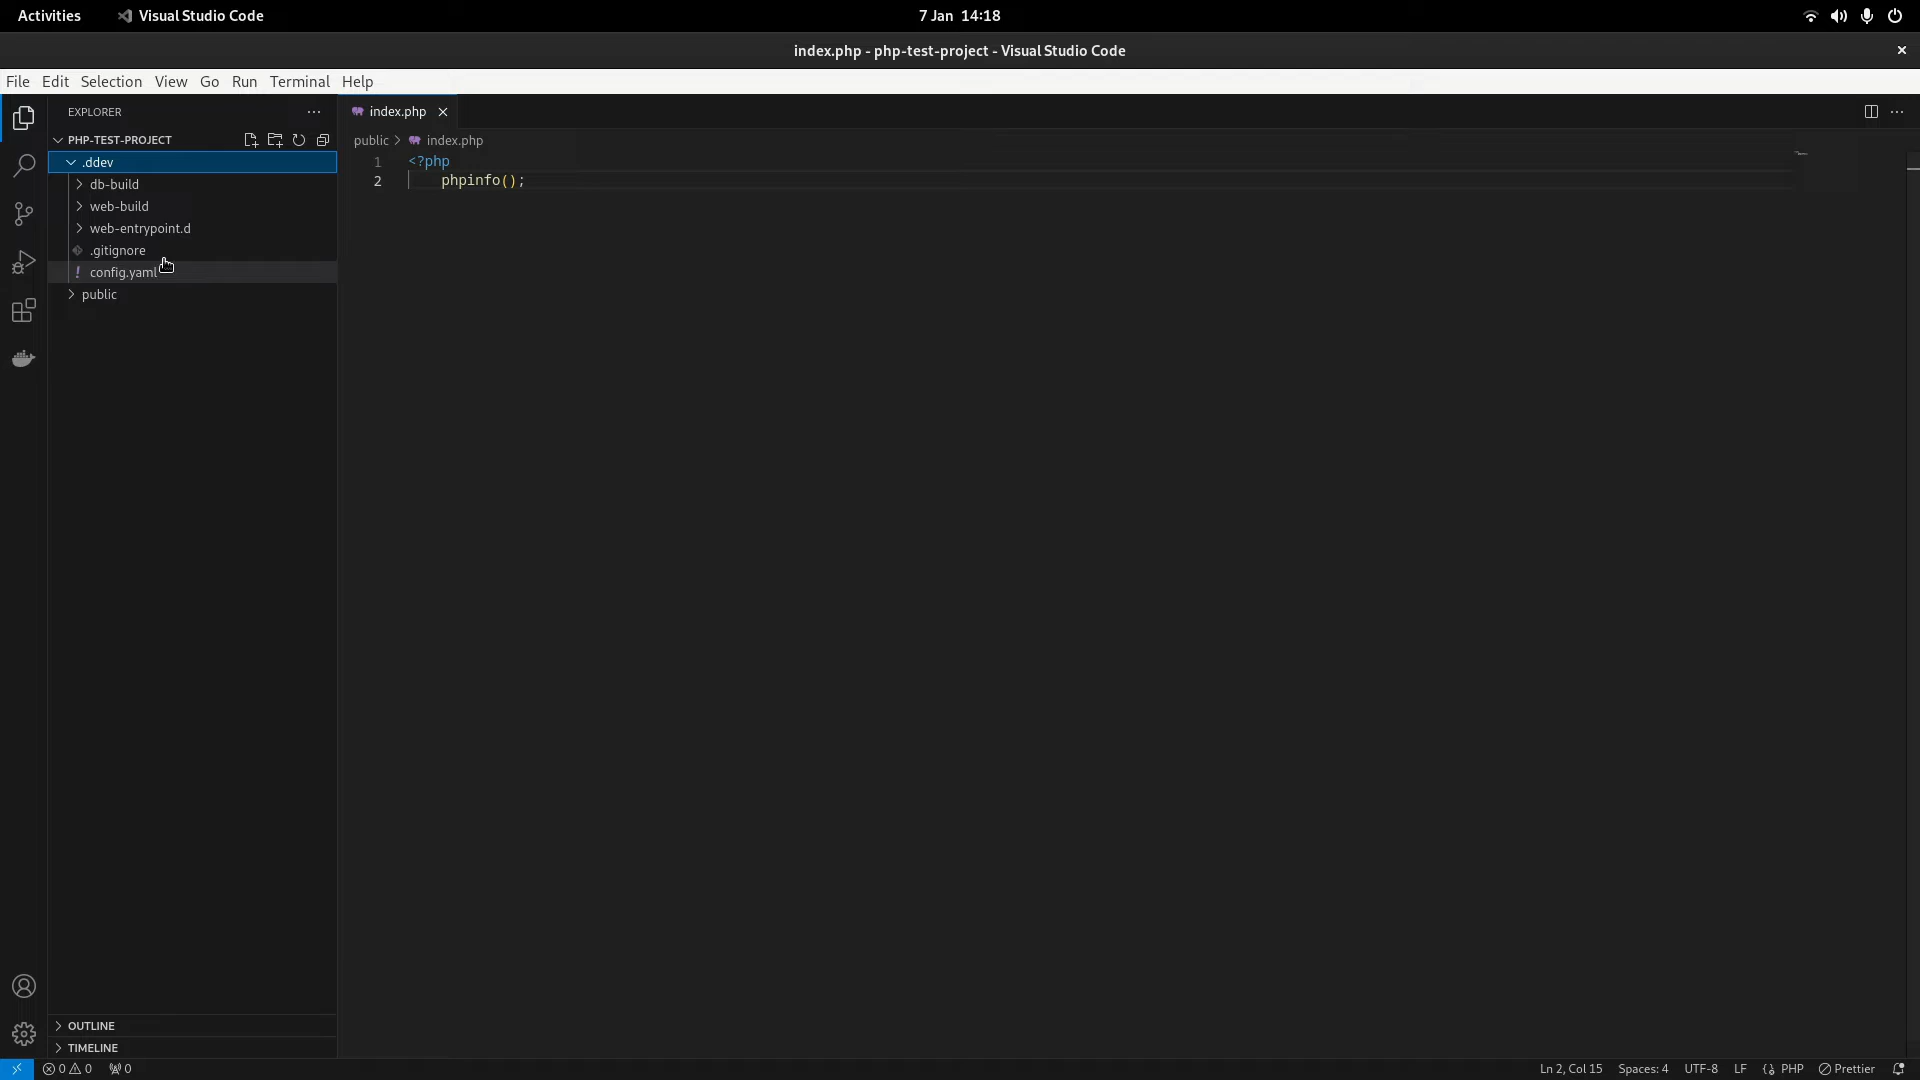 Activities Visual Studio Code 7 Jan 14:18
index.php - php-test-project - Visual Studio Code
File Edit Selection View Go Run Terminal Help
EXPLORER
PHP-TEST-PROJECT
.ddev
db-build
web-build
web-entrypoint.d
.gitignore
! config.yaml
public
OUTLINE
TIMELINE
index.php
public > index.php
1 <?php
2 phpinfo();
0 0 0 Ln 2, Col 15 Spaces: 4 UTF-8 LF PHP Prettier